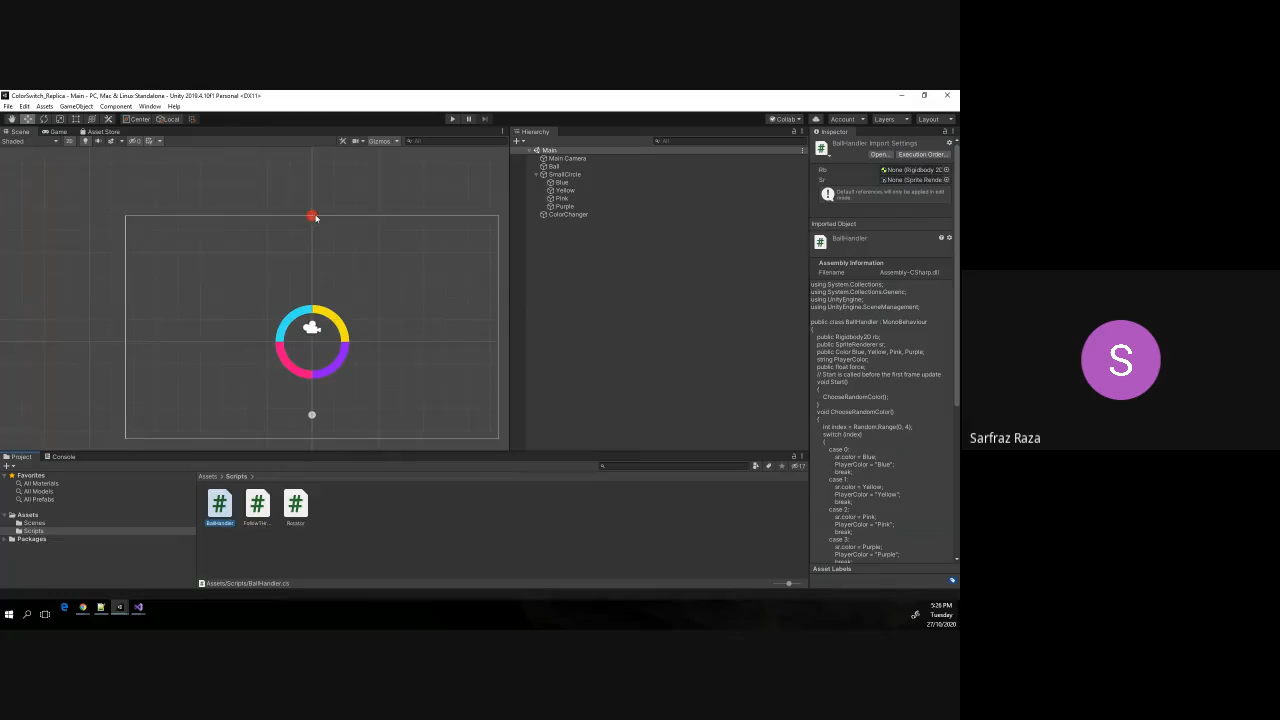 ColorSwitch_Replica - Main - PC, Mac & Linux Standalone - Unity 2019.4.10f1 Personal <DX11>
File Edit Assets GameObject Component Window Help
Center Local
Collab Account Layers Layout
Scene Game Asset Store
Shaded 2D 0 Gizmos All
Hierarchy
All
Main
Main Camera
Ball
SmallCircle
Blue
Yellow
Pink
Purple
ColorChanger
Inspector
BallHandler Import Settings
Open... Execution Order...
Rb None (Rigidbody 2D
Sr None (Sprite Rende
Default references will only be applied in edit
mode.
Imported Object
BallHandler
Assembly Information
Filename Assembly-CSharp.dll
using System.Collections;
using System.Collections.Generic;
using UnityEngine;
using UnityEngine.SceneManagement;
public class BallHandler : MonoBehaviour
{
public Rigidbody2D rb;
public SpriteRenderer sr;
public Color Blue, Yellow, Pink, Purple;
string PlayerColor;
public float force;
// Start is called before the first frame update
void Start()
{
ChooseRandomColor();
}
void ChooseRandomColor()
{
int index = Random.Range(0, 4);
switch (index)
{
case 0:
sr.color = Blue;
PlayerColor = "Blue";
break;
case 1:
sr.color = Yellow;
PlayerColor = "Yellow";
break;
case 2:
sr.color = Pink;
PlayerColor = "Pink";
break;
case 3:
sr.color = Purple;
PlayerColor = "Purple";
break;
Asset Labels
Project Console
17
Favorites
All Materials
All Models
All Prefabs
Assets
Scenes
Scripts
Packages
Assets > Scripts >
BallHandler
Rotator
Assets/Scripts/BallHandler.cs
5:26 PM
Tuesday
27/10/2020
S
Sarfraz Raza